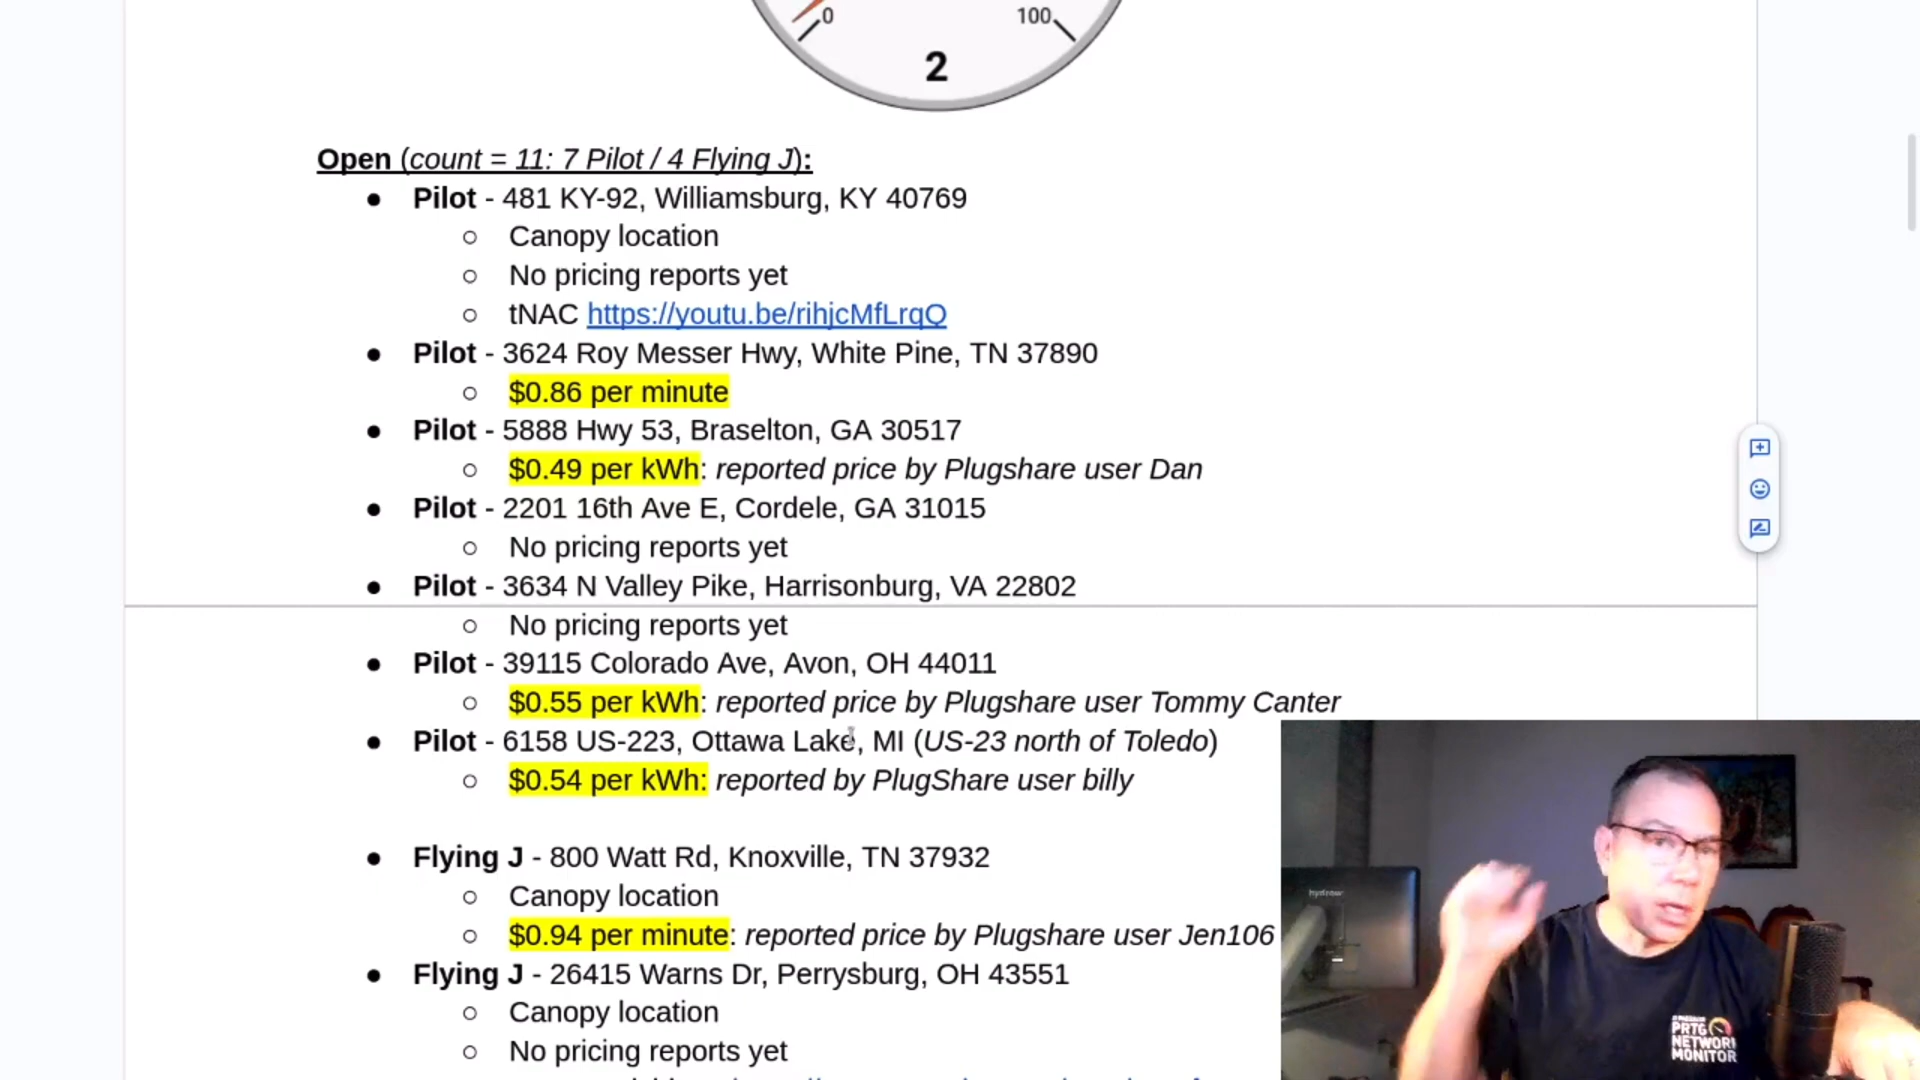 0
100
2
Open (count = 11: 7 Pilot / 4 Flying J):
● Pilot - 481 KY-92, Williamsburg, KY 40769
○ Canopy location
○ No pricing reports yet
○ tNAC https://youtu.be/rihjcMfLrqQ
● Pilot - 3624 Roy Messer Hwy, White Pine, TN 37890
○ $0.86 per minute
● Pilot - 5888 Hwy 53, Braselton, GA 30517
○ $0.49 per kWh: reported price by Plugshare user Dan
● Pilot - 2201 16th Ave E, Cordele, GA 31015
○ No pricing reports yet
● Pilot - 3634 N Valley Pike, Harrisonburg, VA 22802
○ No pricing reports yet
● Pilot - 39115 Colorado Ave, Avon, OH 44011
○ $0.55 per kWh: reported price by Plugshare user Tommy Canter
● Pilot - 6158 US-223, Ottawa Lake, MI (US-23 north of Toledo)
○ $0.54 per kWh: reported by PlugShare user billy
● Flying J - 800 Watt Rd, Knoxville, TN 37932
○ Canopy location
○ $0.94 per minute: reported price by Plugshare user Jen106
● Flying J - 26415 Warns Dr, Perrysburg, OH 43551
○ Canopy location
○ No pricing reports yet
PRTG
NETWORK
MONITOR